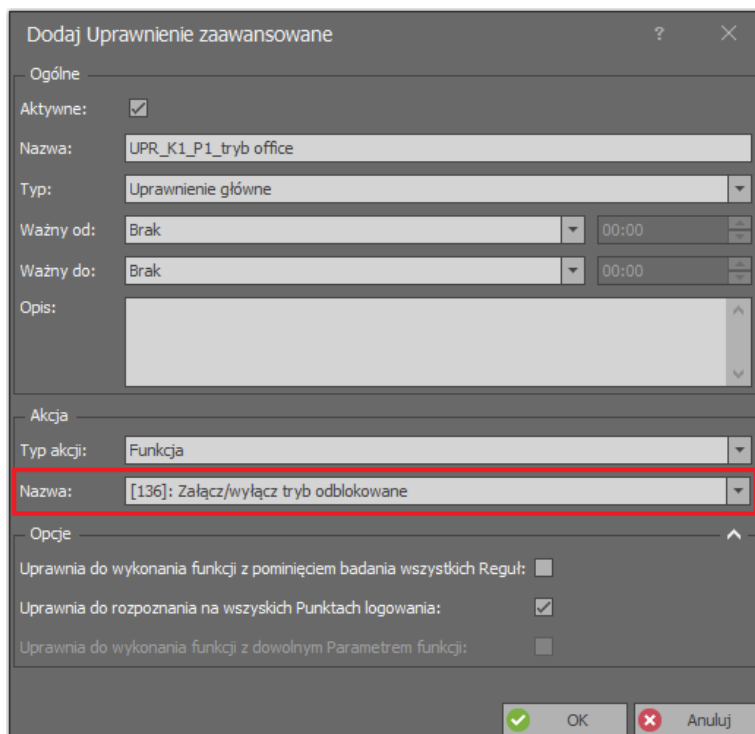 Dodaj Uprawnienie zaawansowane ?
Ogólne
Aktywne:
Nazwa: UPR_K1_P1_tryb office
Typ: Uprawnienie główne
Ważny od: Brak 00:00
Ważny do: Brak 00:00
Opis:
Akcja
Typ akcji: Funkcja
Nazwa: [136]: Załącz/wyłącz tryb odblokowane
Opcje
Uprawnia do wykonania funkcji z pominięciem badania wszystkich Reguł:
Uprawnia do rozpoznania na wszyskich Punktach logowania:
Uprawnia do wykonania funkcji z dowolnym Parametrem funkcji:
OK Anuluj